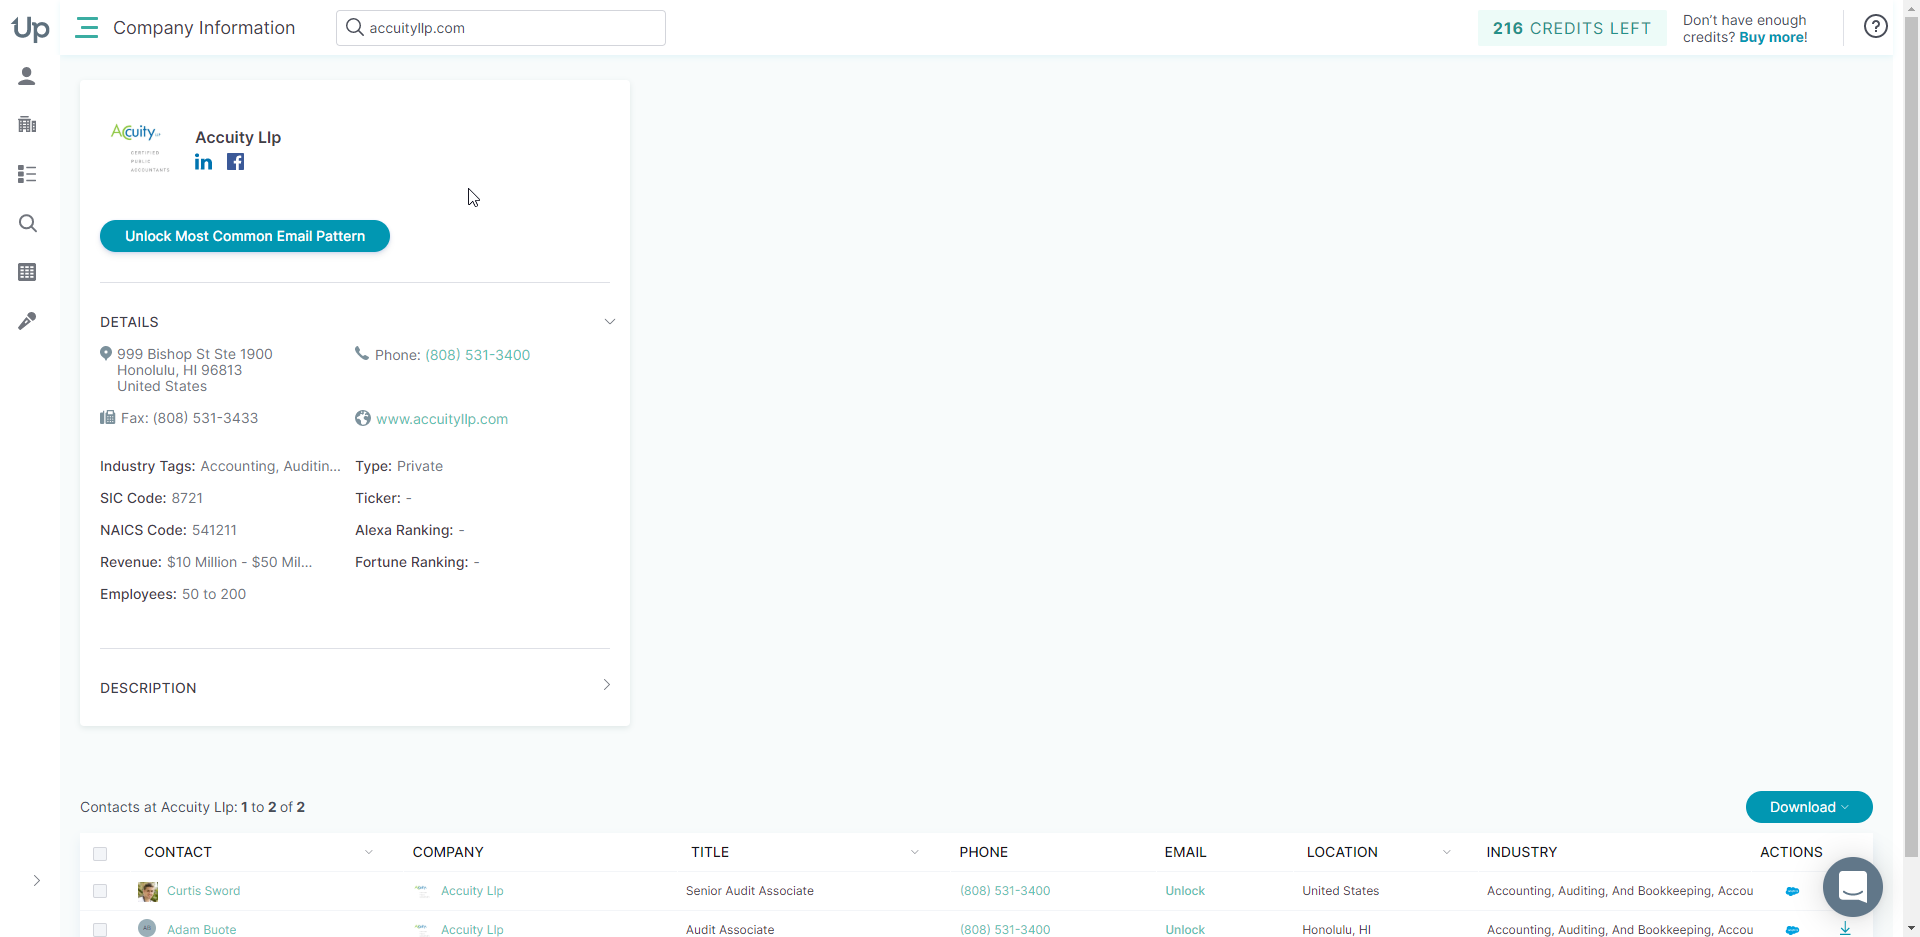 Up
Company Information
accuityllp.com
216 CREDITS LEFT
Don't have enough
credits? Buy more!
Accuity
CERTIFIED
PUBLIC
ACCOUNTANTS
Accuity Llp
Unlock Most Common Email Pattern
DETAILS
999 Bishop St Ste 1900
Honolulu, HI 96813
United States
Phone: (808) 531-3400
Fax: (808) 531-3433
www.accuityllp.com
Industry Tags: Accounting, Auditin...
Type: Private
SIC Code: 8721
Ticker: -
NAICS Code: 541211
Alexa Ranking: -
Revenue: $10 Million - $50 Mil...
Fortune Ranking: -
Employees: 50 to 200
DESCRIPTION
Contacts at Accuity Llp: 1 to 2 of 2
Download
CONTACT COMPANY TITLE PHONE EMAIL LOCATION INDUSTRY ACTIONS
Curtis Sword Accuity Llp Senior Audit Associate (808) 531-3400 Unlock United States Accounting, Auditing, And Bookkeeping, Accou
Adam Buote Accuity Llp Audit Associate (808) 531-3400 Unlock Honolulu, HI Accounting, Auditing, And Bookkeeping, Accou